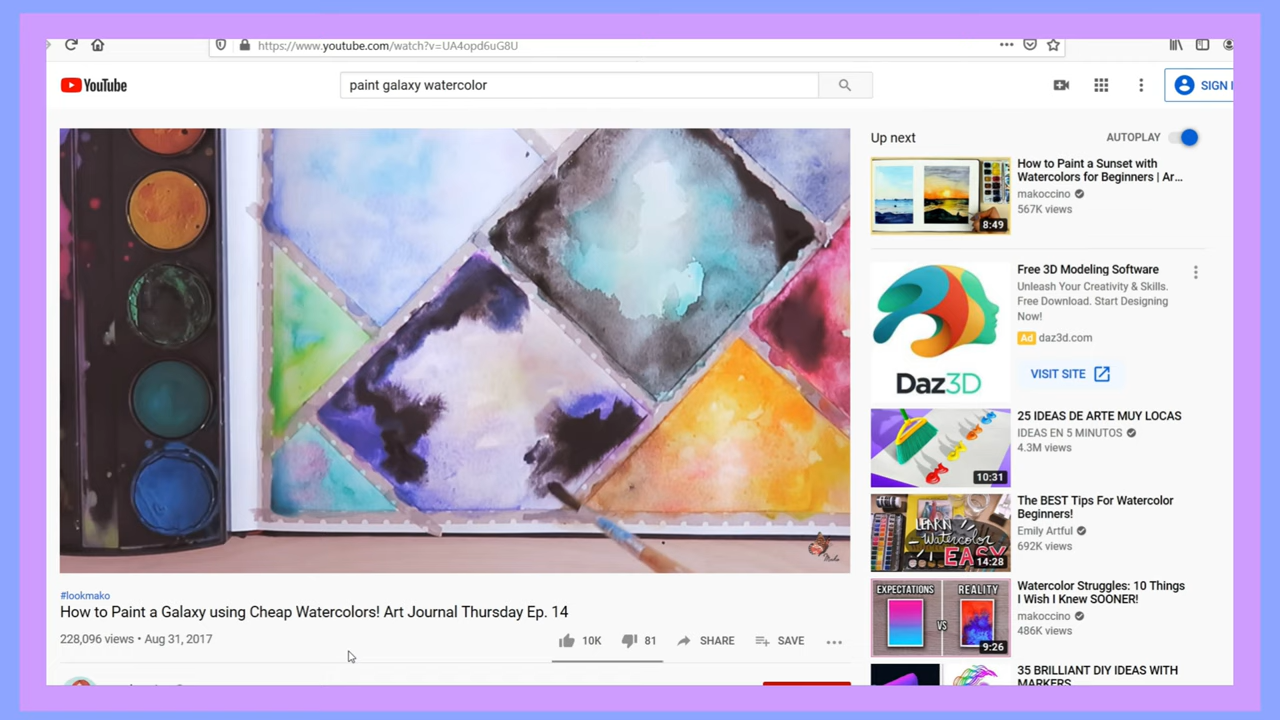 https://www.youtube.com/watch?v=UA4opd6uG8U
YouTube
paint galaxy watercolor
SIGN
Up next
AUTOPLAY
How to Paint a Sunset with
Watercolors for Beginners | Ar...
makoccino
567K views
8:49
Free 3D Modeling Software
Unleash Your Creativity & Skills.
Free Download. Start Designing
Now!
Ad daz3d.com
Daz3D
VISIT SITE
25 IDEAS DE ARTE MUY LOCAS
IDEAS EN 5 MINUTOS
4.3M views
10:31
The BEST Tips For Watercolor
Beginners!
Emily Artful
692K views
LEARN
Watercolor
EASY
14:28
Watercolor Struggles: 10 Things
I Wish I Knew SOONER!
makoccino
486K views
EXPECTATIONS
VS
REALITY
9:26
35 BRILLIANT DIY IDEAS WITH
MARKERS
#lookmako
How to Paint a Galaxy using Cheap Watercolors! Art Journal Thursday Ep. 14
228,096 views • Aug 31, 2017
10K
81
SHARE
SAVE